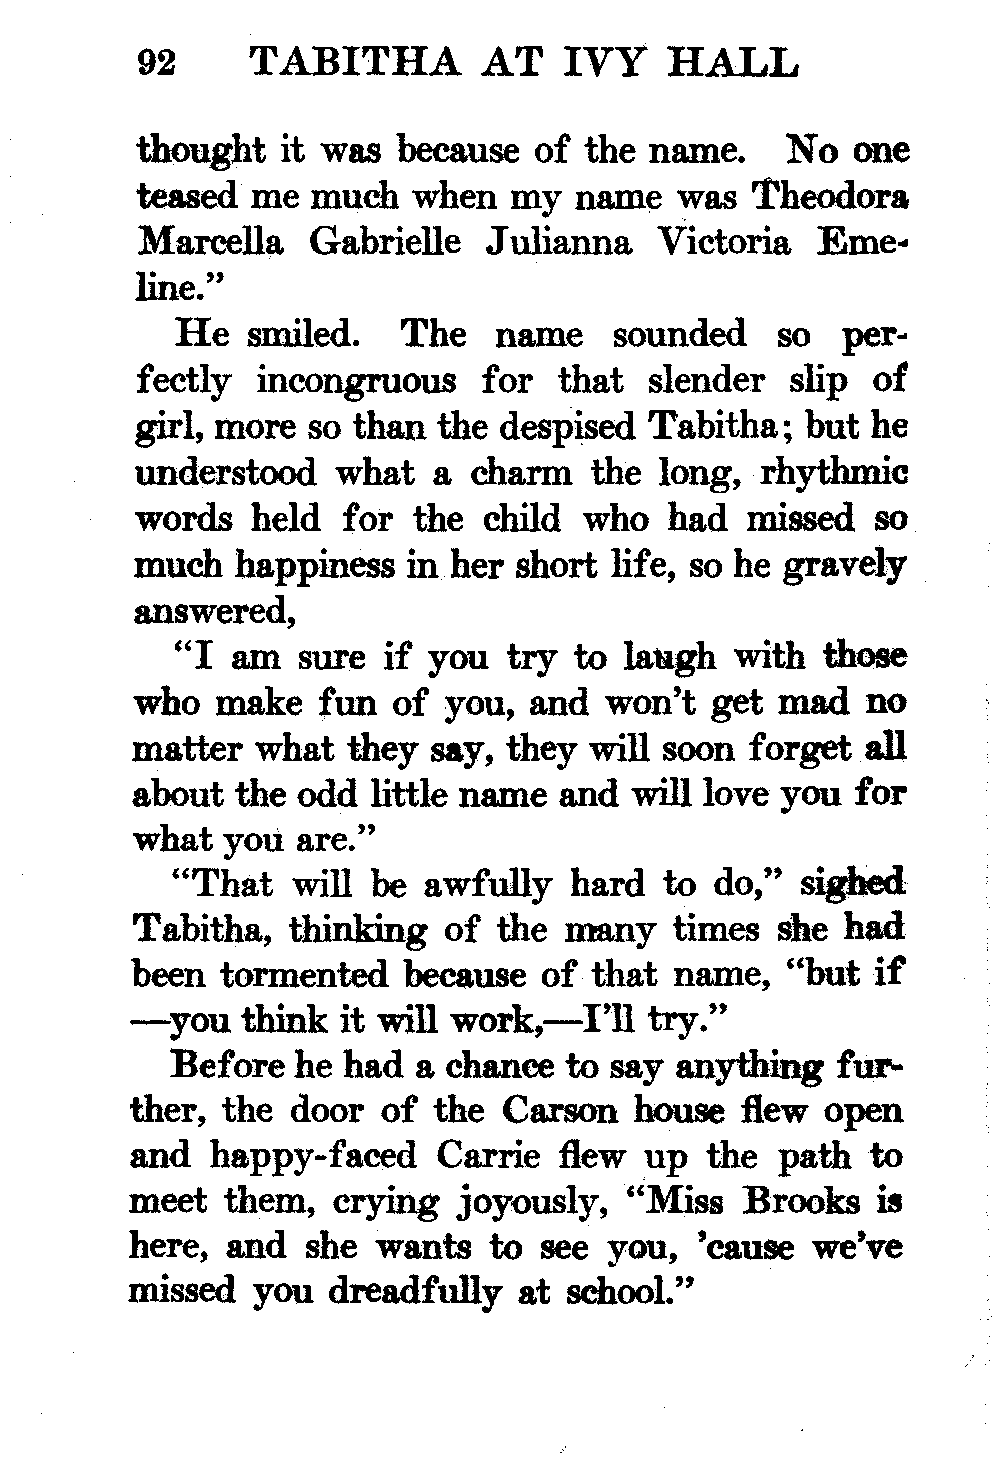 92 TABITHA AT IVY HALL
thought it was because of the name. No one
teased me much when my name was Theodora
Marcella Gabrielle Julianna Victoria Eme-
line."
He smiled. The name sounded so per-
fectly incongruous for that slender slip of
girl, more so than the despised Tabitha; but he
understood what a charm the long, rhythmic
words held for the child who had missed so
much happiness in her short life, so he gravely
answered,
"I am sure if you try to laugh with those
who make fun of you, and won't get mad no
matter what they say, they will soon forget all
about the odd little name and will love you for
what you are."
"That will be awfully hard to do," sighed
Tabitha, thinking of the many times she had
been tormented because of that name, "but if
—you think it will work,—I'll try."
Before he had a chance to say anything fur-
ther, the door of the Carson house flew open
and happy-faced Carrie flew up the path to
meet them, crying joyously, "Miss Brooks is
here, and she wants to see you, 'cause we've
missed you dreadfully at school."